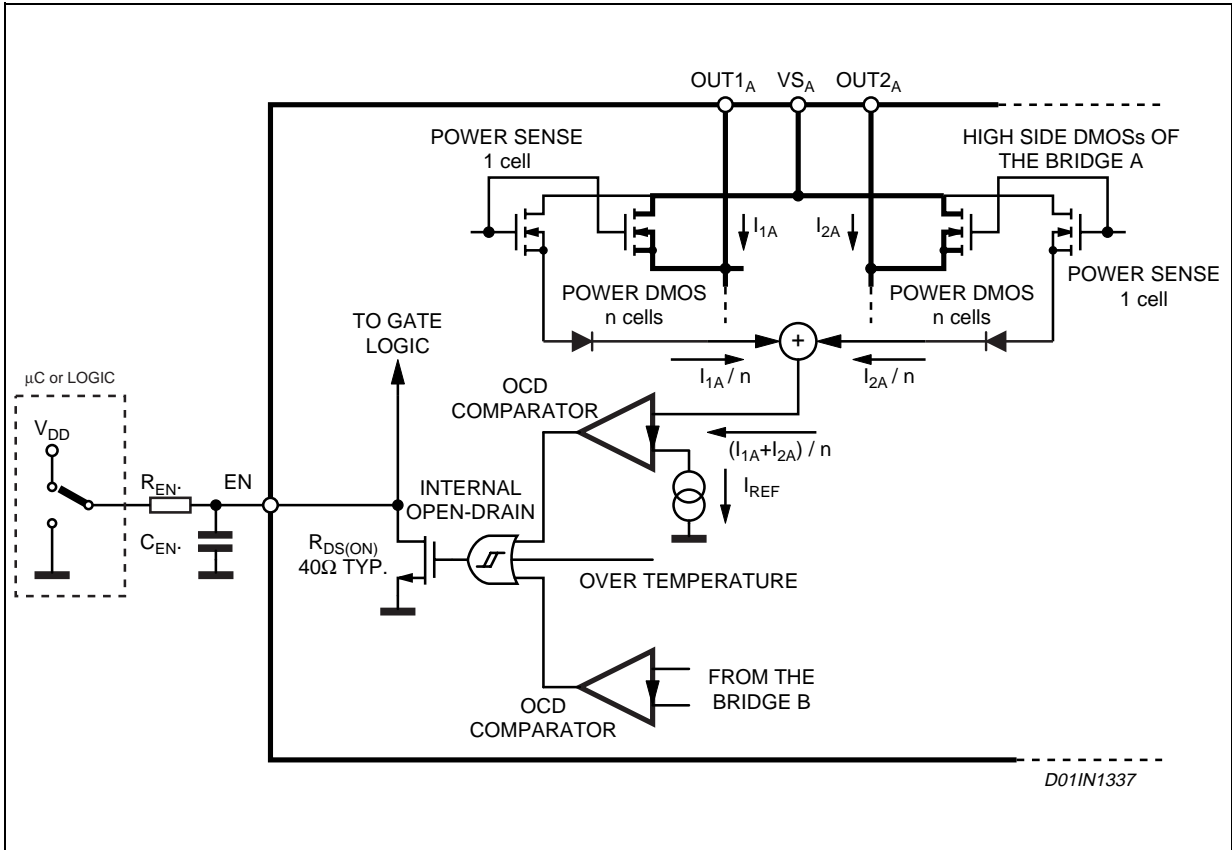 OUT1A VSA OUT2A
POWER SENSE
1 cell
HIGH SIDE DMOSs OF
THE BRIDGE A
I1A
I2A
POWER SENSE
1 cell
POWER DMOS
n cells
POWER DMOS
n cells
TO GATE
LOGIC
+
I1A / n
I2A / n
μC or LOGIC
VDD
OCD
COMPARATOR
(I1A+I2A) / n
IREF
REN.
EN
INTERNAL
OPEN-DRAIN
CEN.
RDS(ON)
40Ω TYP.
OVER TEMPERATURE
FROM THE
BRIDGE B
OCD
COMPARATOR
D01IN1337